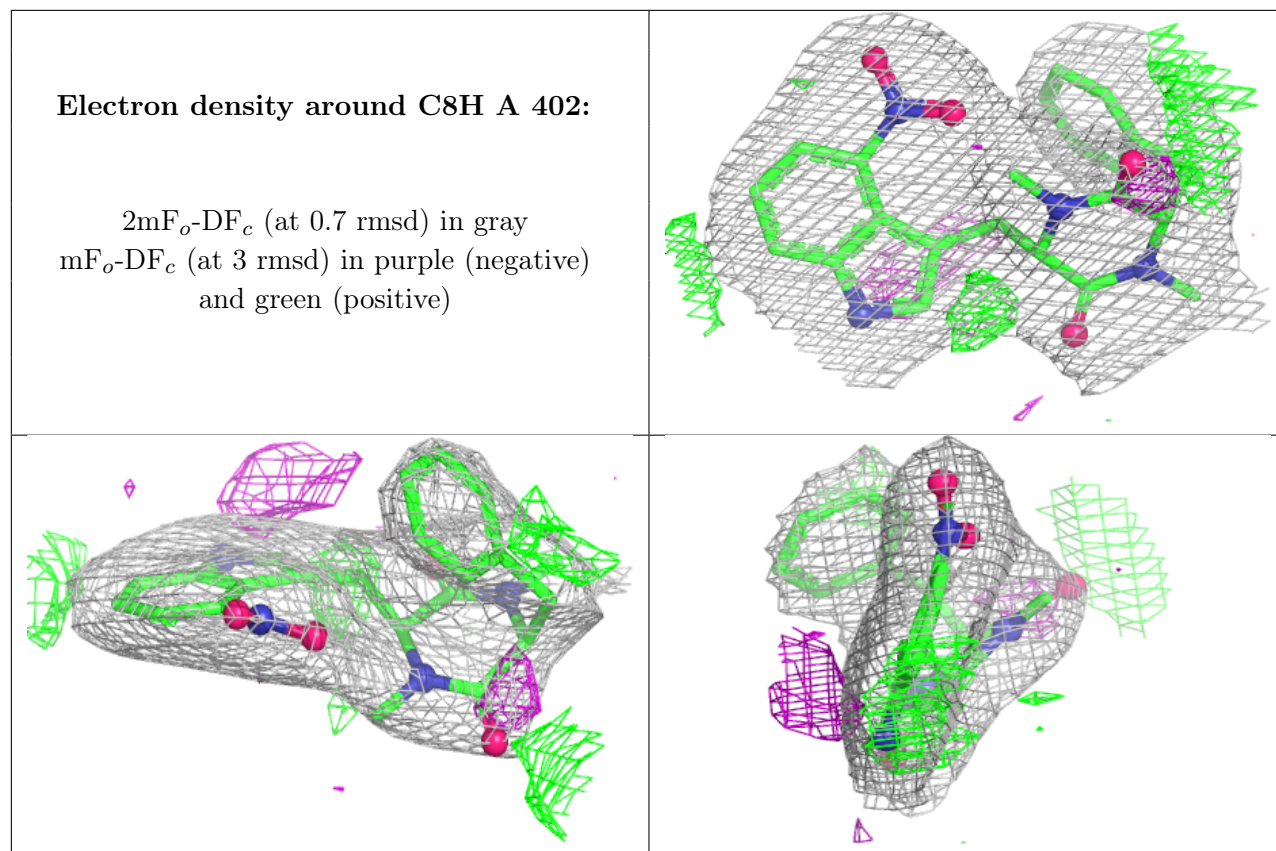 Electron density around C8H A 402:
2mFo-DFc (at 0.7 rmsd) in gray
mFo-DFc (at 3 rmsd) in purple (negative)
and green (positive)